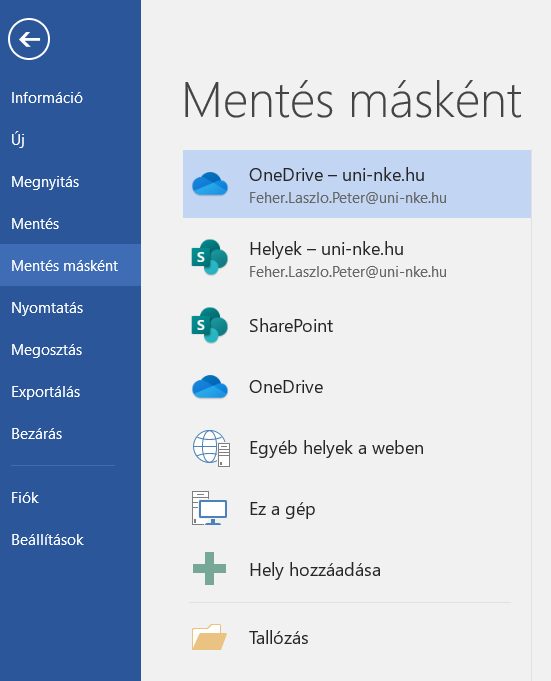 Információ
Új
Megnyitás
Mentés
Mentés másként
Nyomtatás
Megosztás
Exportálás
Bezárás
Fiók
Beállítások
Mentés másként
OneDrive – uni-nke.hu
Feher.Laszlo.Peter@uni-nke.hu
S
Helyek – uni-nke.hu
Feher.Laszlo.Peter@uni-nke.hu
S
SharePoint
OneDrive
Egyéb helyek a weben
Ez a gép
Hely hozzáadása
Tallózás